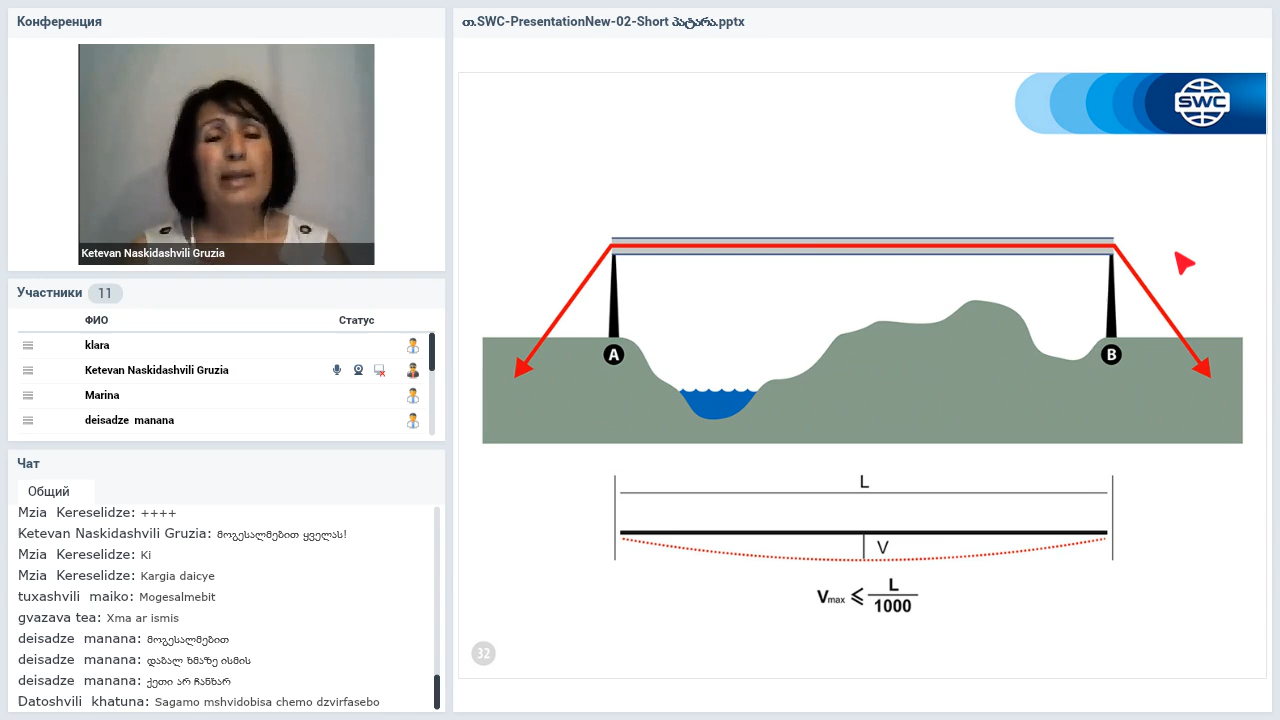 Конференция
Ketevan Naskidashvili Gruzia
Участники 11
ФИО Статус
klara
Ketevan Naskidashvili Gruzia
Marina
deisadze manana
Чат
Общий
Mzia Kereselidze: ++++
Ketevan Naskidashvili Gruzia: მოგესალმებით ყველას!
Mzia Kereselidze: Ki
Mzia Kereselidze: Kargia daicye
tuxashvili maiko: Mogesalmebit
gvazava tea: Xma ar ismis
deisadze manana: მოგესალმებით
deisadze manana: დაბალ ხმაზე ისმის
deisadze manana: ქეთი არ ჩანხარ
Datoshvili khatuna: Sagamo mshvidobisa chemo dzvirfasebo
თ.SWC-PresentationNew-02-Short პატარა.pptx
SWC
A B
L
V
Vmax ⩽ L
1000
32